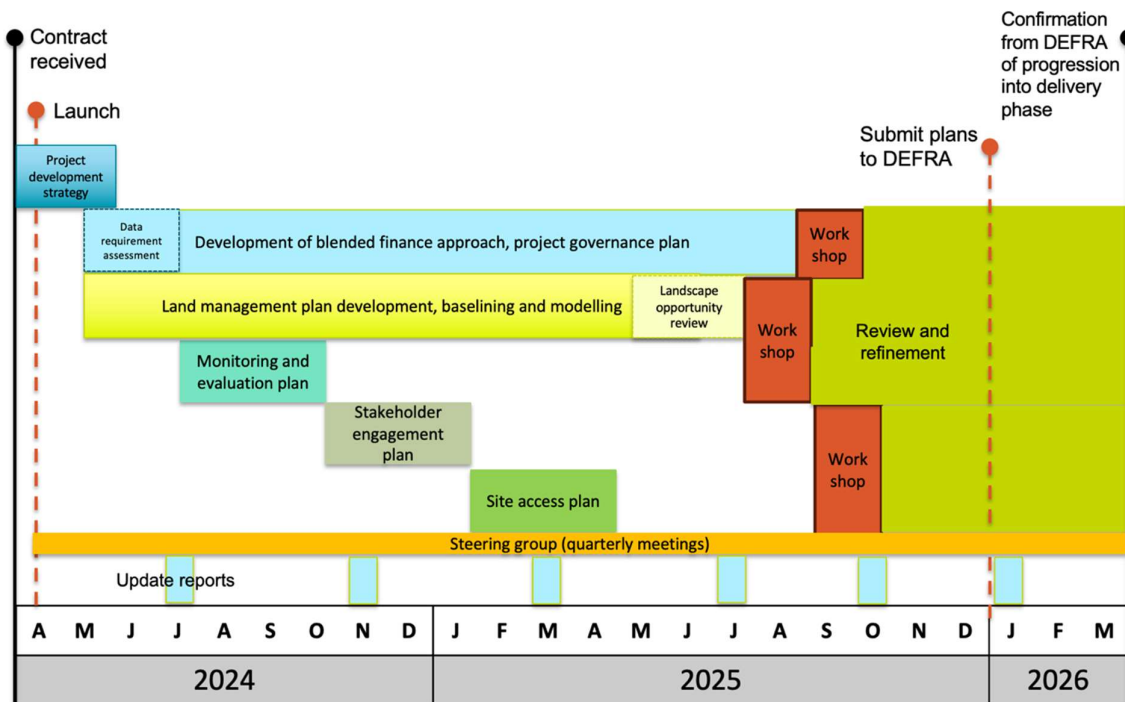 Contract
received
Confirmation
from DEFRA
of progression
into delivery
phase
Launch
Submit plans
to DEFRA
Project
development
strategy
Data
requirement
assessment
Development of blended finance approach, project governance plan
Work
shop
Land management plan development, baselining and modelling
Landscape
opportunity
review
Work
shop
Review and
refinement
Monitoring and
evaluation plan
Stakeholder
engagement
plan
Work
shop
Site access plan
Steering group (quarterly meetings)
Update reports
A M J J A S O N D J F M A M J J A S O N D J F M
2024 2025 2026